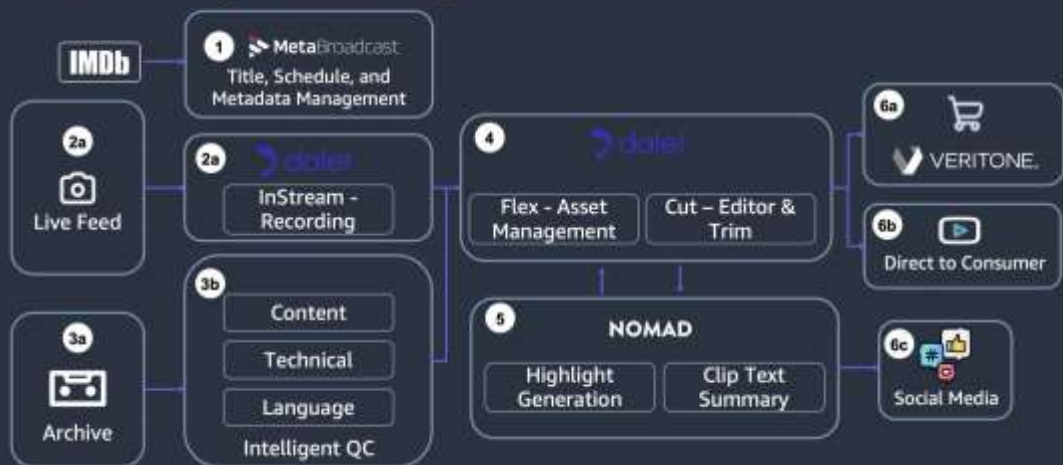 IMDb
1 MetaBroadcast
Title, Schedule, and
Metadata Management
2a
Live Feed
2a dalet
InStream -
Recording
3a
Archive
3b
Content
Technical
Language
Intelligent QC
4 dalet
Flex - Asset
Management
Cut – Editor &
Trim
5 NOMAD
Highlight
Generation
Clip Text
Summary
6a
VERITONE.
6b
Direct to Consumer
6c
#
Social Media